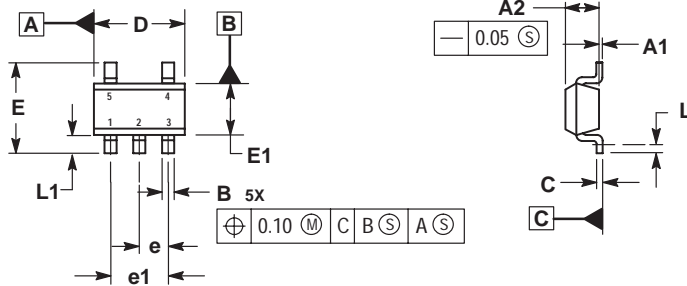 A
D
B
A2
— 0.05 Ⓢ
A1
E
5 4
1 2 3
E1
L
L1
B 5X
C
⌖ 0.10 Ⓜ C B Ⓢ A Ⓢ
C
e
e1